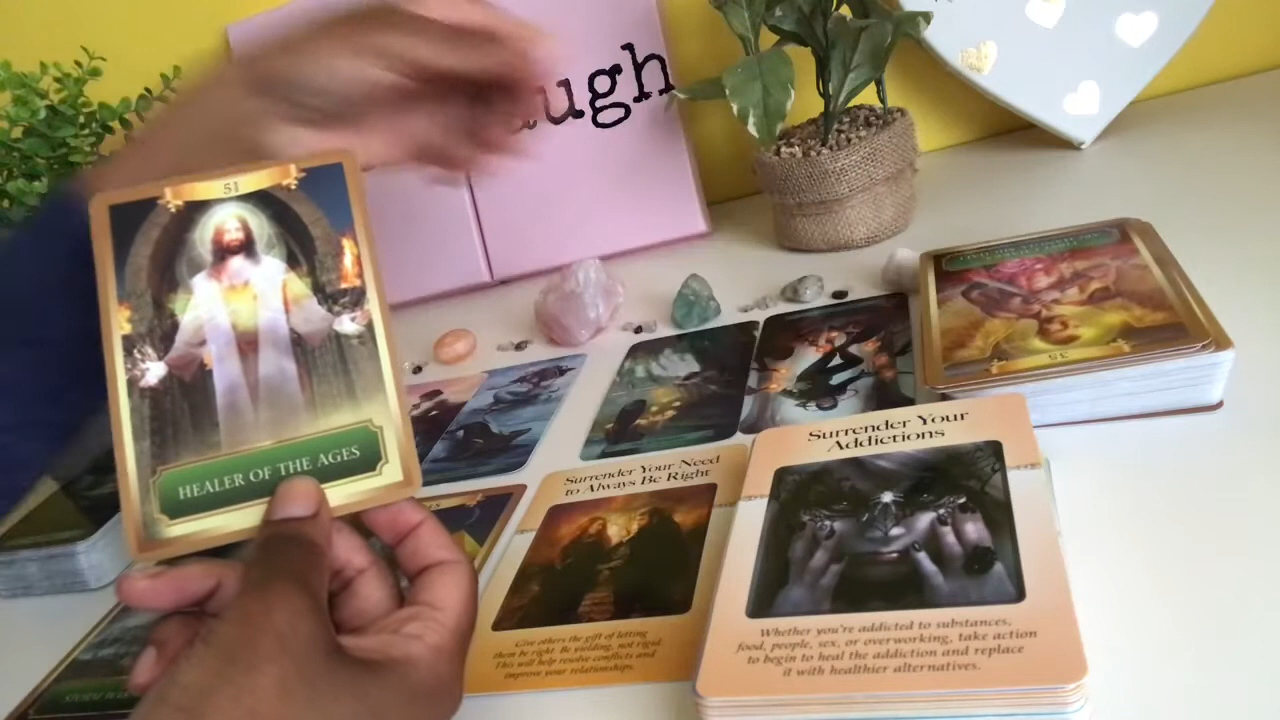 ugh
51
HEALER OF THE AGES
35
Surrender Your Need
to Always Be Right
Give others the gift of letting
them be right. Be yielding, not rigid.
This will help resolve conflicts and
improve your relationships.
Surrender Your
Addictions
Whether you're addicted to substances,
food, people, sex, or overworking, take action
to begin to heal the addiction and replace
it with healthier alternatives.